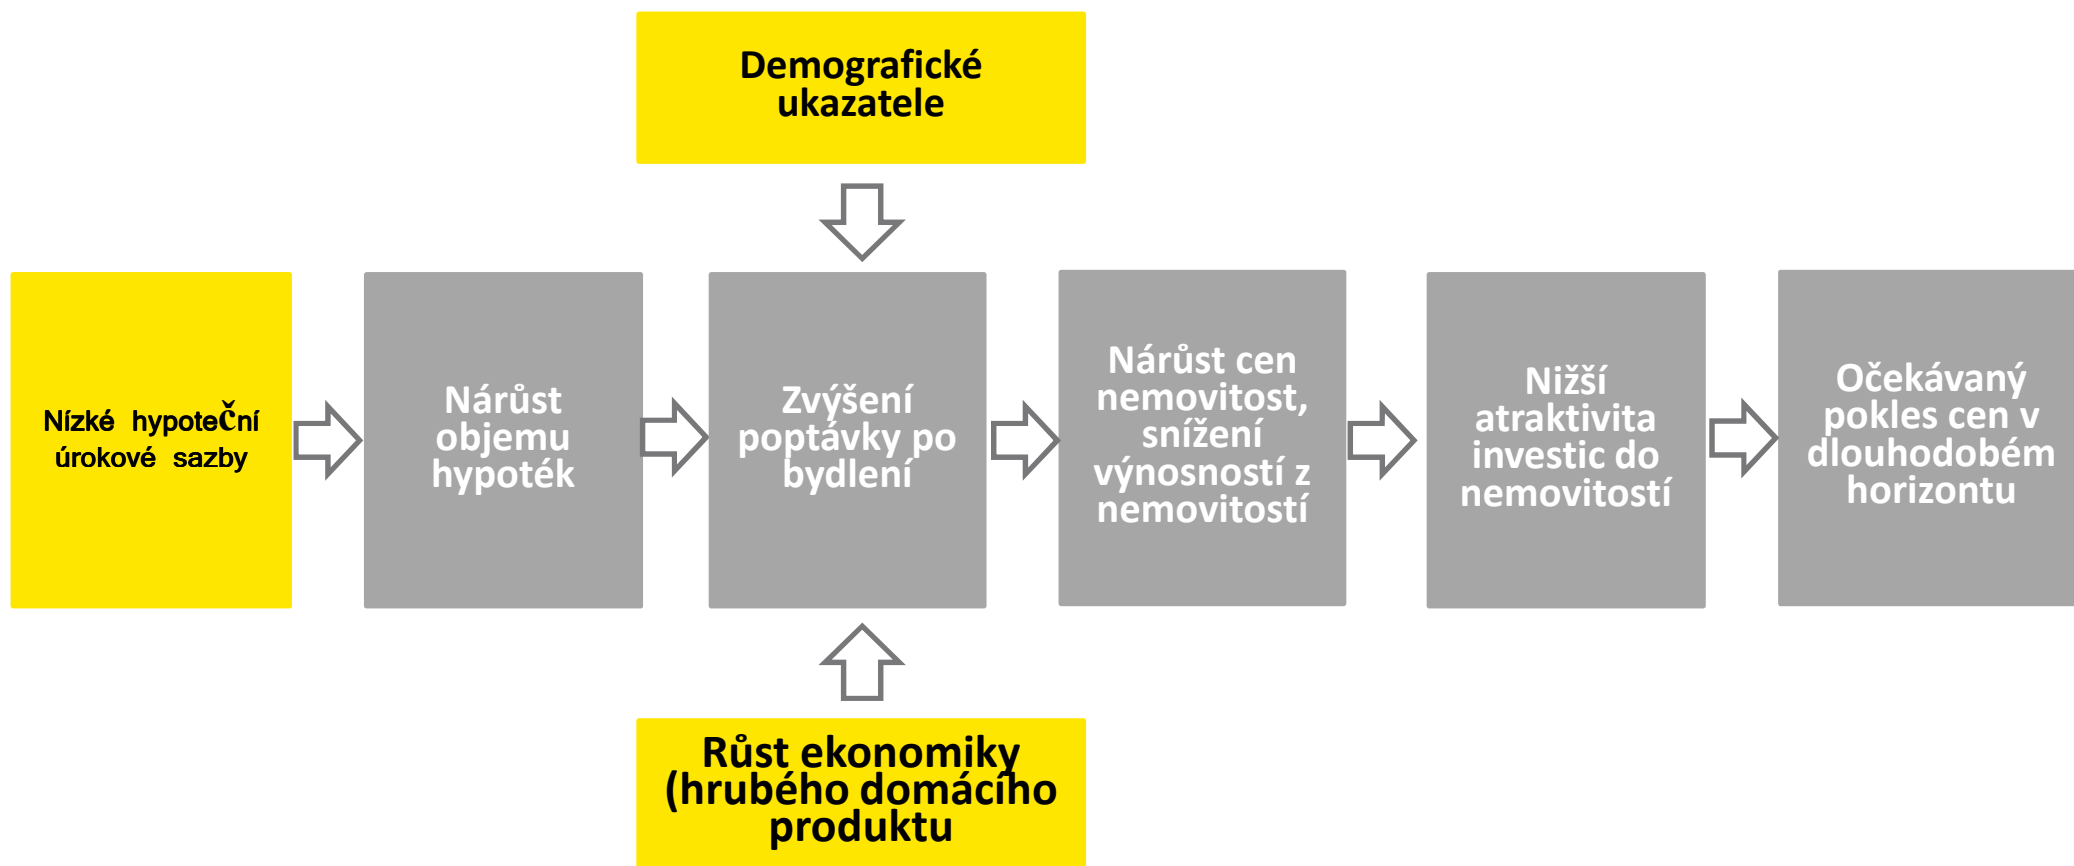 Demografické
ukazatele
Nízké hypoteční
úrokové sazby
Nárůst
objemu
hypoték
Zvýšení
poptávky po
bydlení
Nárůst cen
nemovitost,
snížení
výnosností z
nemovitostí
Nižší
atraktivita
investic do
nemovitostí
Očekávaný
pokles cen v
dlouhodobém
horizontu
Růst ekonomiky
(hrubého domácího
produktu